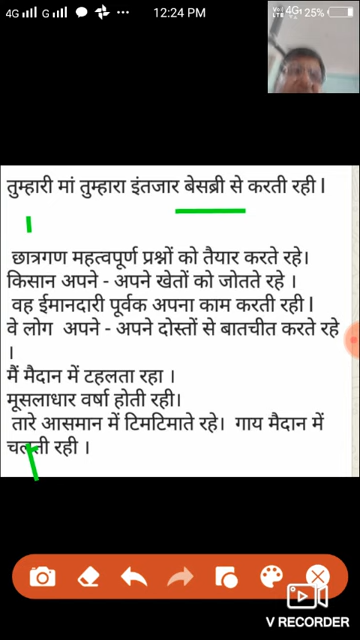 4G G 12:24 PM 4G 25%
तुम्हारी मां तुम्हारा इंतजार बेसब्री से करती रही l
छात्रगण महत्वपूर्ण प्रश्नों को तैयार करते रहे।
किसान अपने - अपने खेतों को जोतते रहे ।
वह ईमानदारी पूर्वक अपना काम करती रही l
वे लोग अपने - अपने दोस्तों से बातचीत करते रहे
।
मैं मैदान में टहलता रहा ।
मूसलाधार वर्षा होती रही।
तारे आसमान में टिमटिमाते रहे। गाय मैदान में
चलती रही ।
V RECORDER